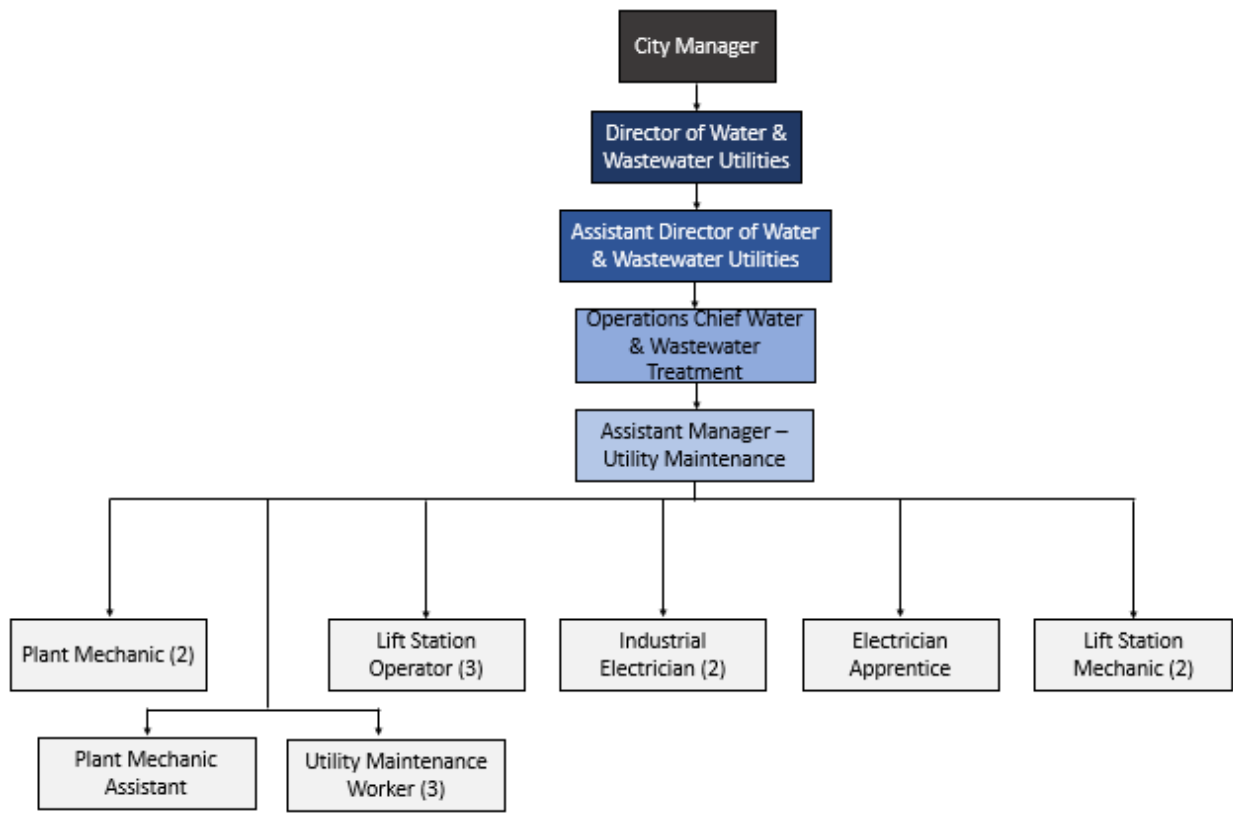 City Manager
Director of Water &
Wastewater Utilities
Assistant Director of Water
& Wastewater Utilities
Operations Chief Water
& Wastewater
Treatment
Assistant Manager –
Utility Maintenance
Plant Mechanic (2)
Lift Station
Operator (3)
Industrial
Electrician (2)
Electrician
Apprentice
Lift Station
Mechanic (2)
Plant Mechanic
Assistant
Utility Maintenance
Worker (3)